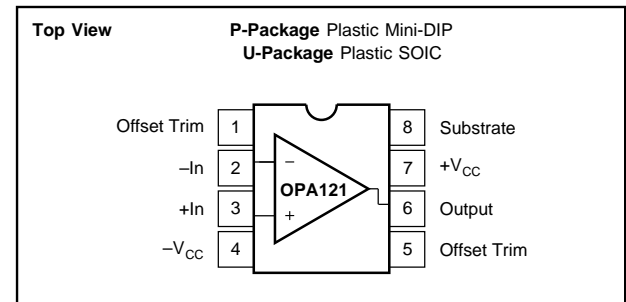 Top View
P-Package Plastic Mini-DIP
U-Package Plastic SOIC
Offset Trim 1 8 Substrate
–In 2 − 7 +VCC
OPA121
+In 3 + 6 Output
–VCC 4 5 Offset Trim